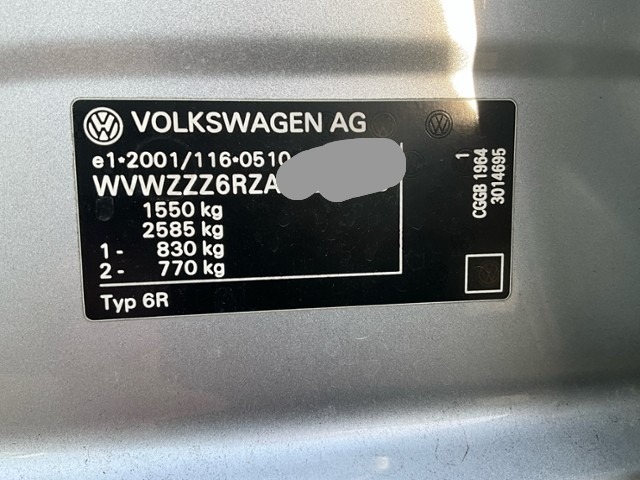 VOLKSWAGEN AG
e1*2001/116*0510
WVWZZZ6RZA
1550 kg
2585 kg
1- 830 kg
2- 770 kg
Typ 6R
1
CGGB 1964
3014695